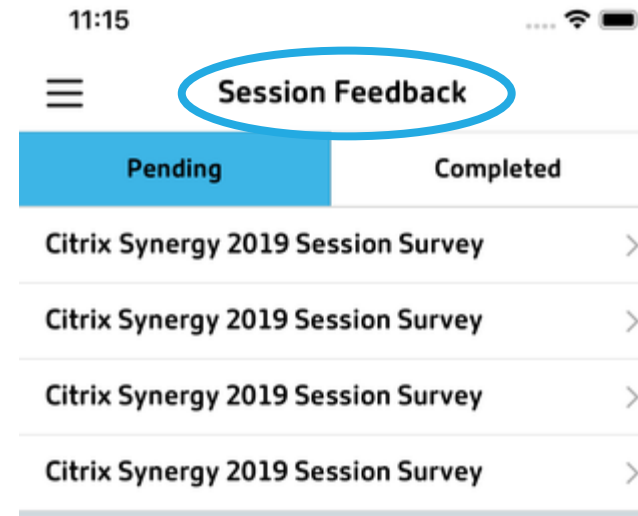 11:15
Session Feedback
Pending Completed
Citrix Synergy 2019 Session Survey
Citrix Synergy 2019 Session Survey
Citrix Synergy 2019 Session Survey
Citrix Synergy 2019 Session Survey